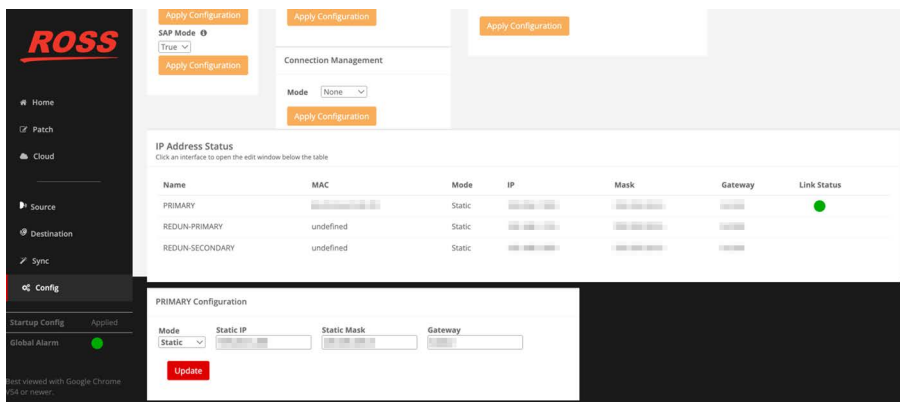 ROSS
Home
Patch
Cloud
Source
Destination
Sync
Config
Startup Config Applied
Global Alarm
Best viewed with Google Chrome
v54 or newer.
Apply Configuration
SAP Mode
True
Apply Configuration
Apply Configuration
Connection Management
Mode None
Apply Configuration
Apply Configuration
IP Address Status
Click an interface to open the edit window below the table
Name MAC Mode IP Mask Gateway Link Status
PRIMARY Static
REDUN-PRIMARY undefined Static
REDUN-SECONDARY undefined Static
PRIMARY Configuration
Mode Static IP Static Mask Gateway
Static
Update